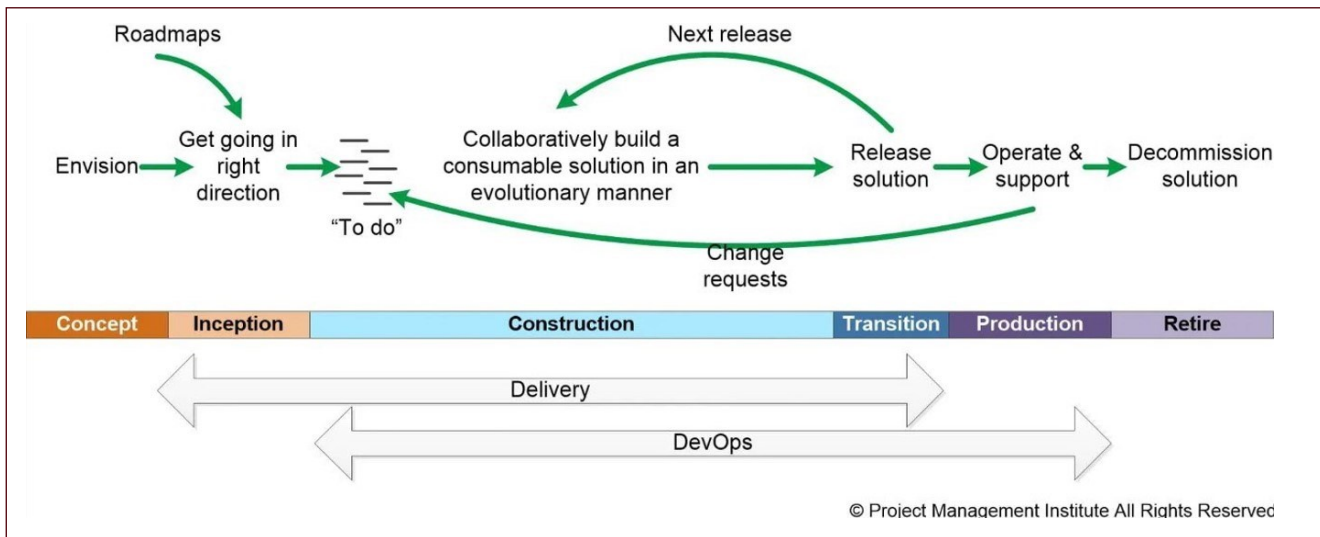 Roadmaps
Next release
Envision
Get going in
right
direction
“To do”
Collaboratively build a
consumable solution in an
evolutionary manner
Release
solution
Operate &
support
Decommission
solution
Change
requests
Concept
Inception
Construction
Transition
Production
Retire
Delivery
DevOps
© Project Management Institute All Rights Reserved